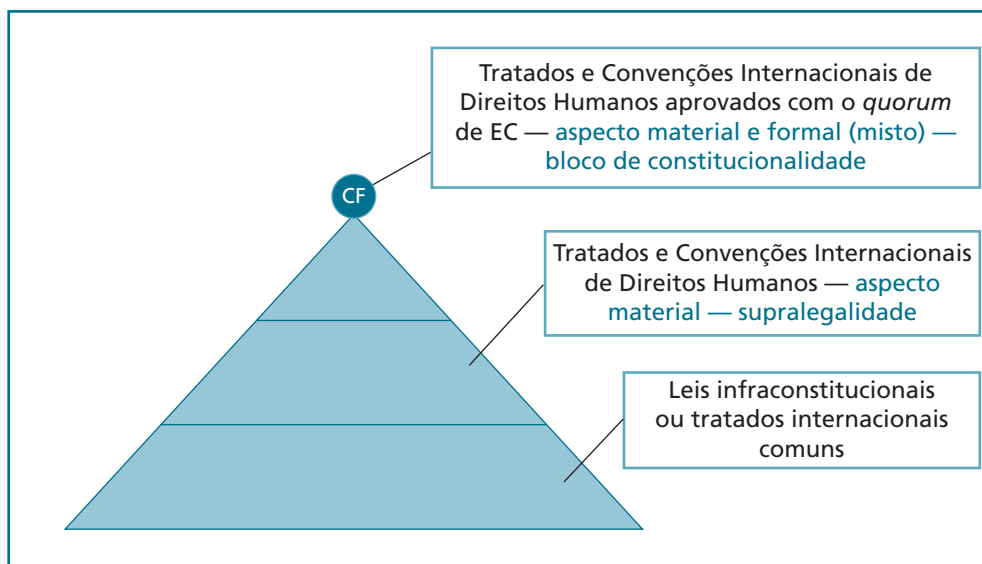 Tratados e Convenções Internacionais de
Direitos Humanos aprovados com o quorum
de EC — aspecto material e formal (misto) —
bloco de constitucionalidade
CF
Tratados e Convenções Internacionais
de Direitos Humanos — aspecto
material — supralegalidade
Leis infraconstitucionais
ou tratados internacionais
comuns